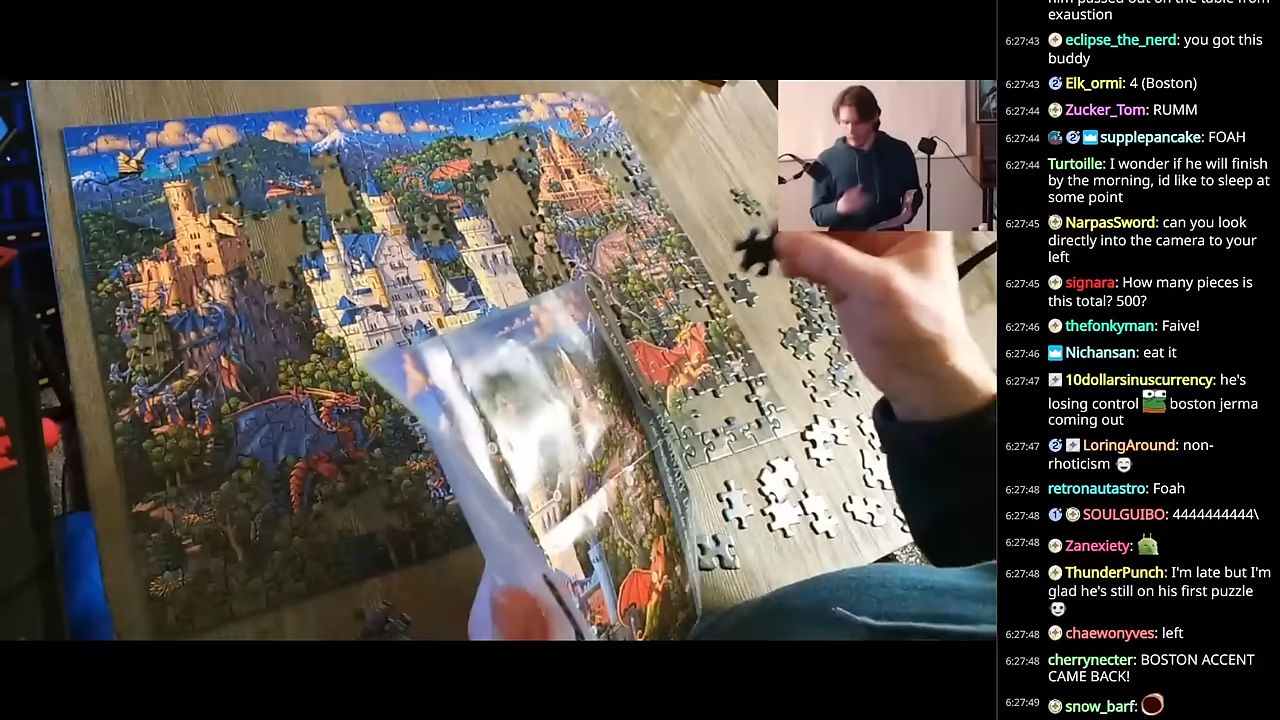 him passed out on the table from
exaustion
6:27:43 eclipse_the_nerd: you got this
buddy
6:27:43 Elk_ormi: 4 (Boston)
6:27:44 Zucker_Tom: RUMM
6:27:44 supplepancake: FOAH
6:27:44 Turtoille: I wonder if he will finish
by the morning, id like to sleep at
some point
6:27:45 NarpasSword: can you look
directly into the camera to your
left
6:27:45 signara: How many pieces is
this total? 500?
6:27:46 thefonkyman: Faive!
6:27:46 Nichansan: eat it
6:27:47 10dollarsinuscurrency: he's
losing control boston jerma
coming out
6:27:47 LoringAround: non-
rhoticism
6:27:48 retronautastro: Foah
6:27:48 SOULGUIBO: 4444444444\
6:27:48 Zanexiety:
6:27:48 ThunderPunch: I'm late but I'm
glad he's still on his first puzzle
6:27:48 chaewonyves: left
6:27:48 cherrynecter: BOSTON ACCENT
CAME BACK!
6:27:49 snow_barf: